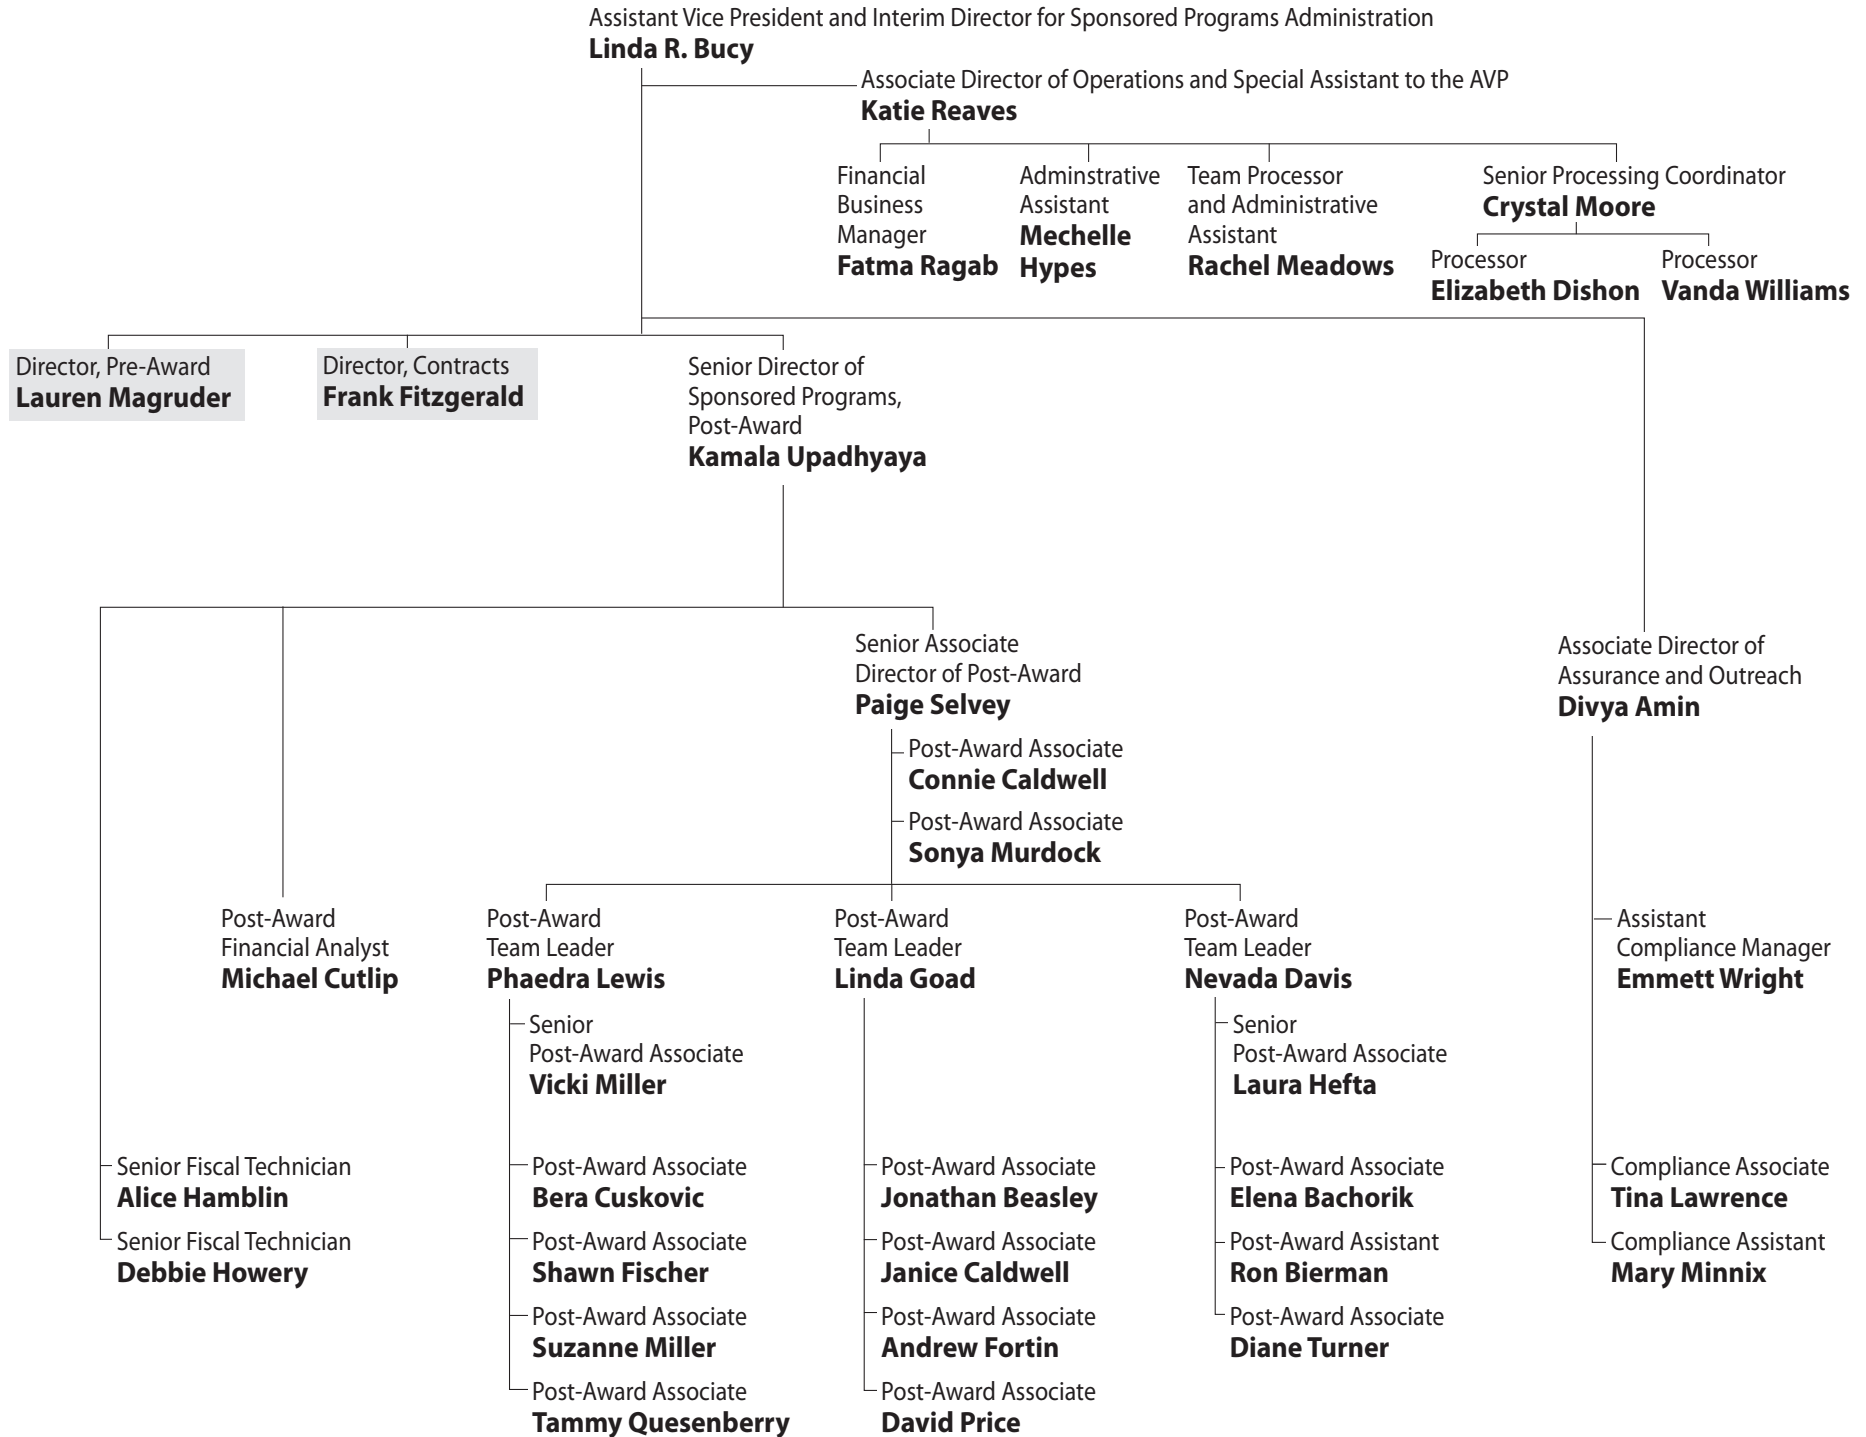 Assistant Vice President and Interim Director for Sponsored Programs Administration
Linda R. Bucy
Associate Director of Operations and Special Assistant to the AVP
Katie Reaves
Financial
Business
Manager
Fatma Ragab
Adminstrative
Assistant
Mechelle
Hypes
Team Processor
and Administrative
Assistant
Rachel Meadows
Senior Processing Coordinator
Crystal Moore
Processor
Elizabeth Dishon
Processor
Vanda Williams
Director, Pre-Award
Lauren Magruder
Director, Contracts
Frank Fitzgerald
Senior Director of
Sponsored Programs,
Post-Award
Kamala Upadhyaya
Senior Associate
Director of Post-Award
Paige Selvey
Post-Award Associate
Connie Caldwell
Post-Award Associate
Sonya Murdock
Associate Director of
Assurance and Outreach
Divya Amin
Post-Award
Financial Analyst
Michael Cutlip
Post-Award
Team Leader
Phaedra Lewis
Post-Award
Team Leader
Linda Goad
Post-Award
Team Leader
Nevada Davis
Assistant
Compliance Manager
Emmett Wright
Senior
Post-Award Associate
Vicki Miller
Senior
Post-Award Associate
Laura Hefta
Senior Fiscal Technician
Alice Hamblin
Senior Fiscal Technician
Debbie Howery
Post-Award Associate
Bera Cuskovic
Post-Award Associate
Shawn Fischer
Post-Award Associate
Suzanne Miller
Post-Award Associate
Tammy Quesenberry
Post-Award Associate
Jonathan Beasley
Post-Award Associate
Janice Caldwell
Post-Award Associate
Andrew Fortin
Post-Award Associate
David Price
Post-Award Associate
Elena Bachorik
Post-Award Assistant
Ron Bierman
Post-Award Associate
Diane Turner
Compliance Associate
Tina Lawrence
Compliance Assistant
Mary Minnix